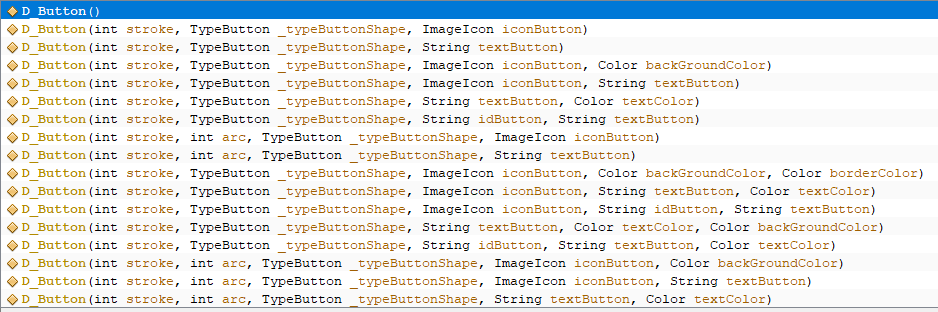 D_Button()
D_Button(int stroke, TypeButton _typeButtonShape, ImageIcon iconButton)
D_Button(int stroke, TypeButton _typeButtonShape, String textButton)
D_Button(int stroke, TypeButton _typeButtonShape, ImageIcon iconButton, Color backGroundColor)
D_Button(int stroke, TypeButton _typeButtonShape, ImageIcon iconButton, String textButton)
D_Button(int stroke, TypeButton _typeButtonShape, String textButton, Color textColor)
D_Button(int stroke, TypeButton _typeButtonShape, String idButton, String textButton)
D_Button(int stroke, int arc, TypeButton _typeButtonShape, ImageIcon iconButton)
D_Button(int stroke, int arc, TypeButton _typeButtonShape, String textButton)
D_Button(int stroke, TypeButton _typeButtonShape, ImageIcon iconButton, Color backGroundColor, Color borderColor)
D_Button(int stroke, TypeButton _typeButtonShape, ImageIcon iconButton, String textButton, Color textColor)
D_Button(int stroke, TypeButton _typeButtonShape, ImageIcon iconButton, String idButton, String textButton)
D_Button(int stroke, TypeButton _typeButtonShape, String textButton, Color textColor, Color backGroundColor)
D_Button(int stroke, TypeButton _typeButtonShape, String idButton, String textButton, Color textColor)
D_Button(int stroke, int arc, TypeButton _typeButtonShape, ImageIcon iconButton, Color backGroundColor)
D_Button(int stroke, int arc, TypeButton _typeButtonShape, ImageIcon iconButton, String textButton)
D_Button(int stroke, int arc, TypeButton _typeButtonShape, String textButton, Color textColor)